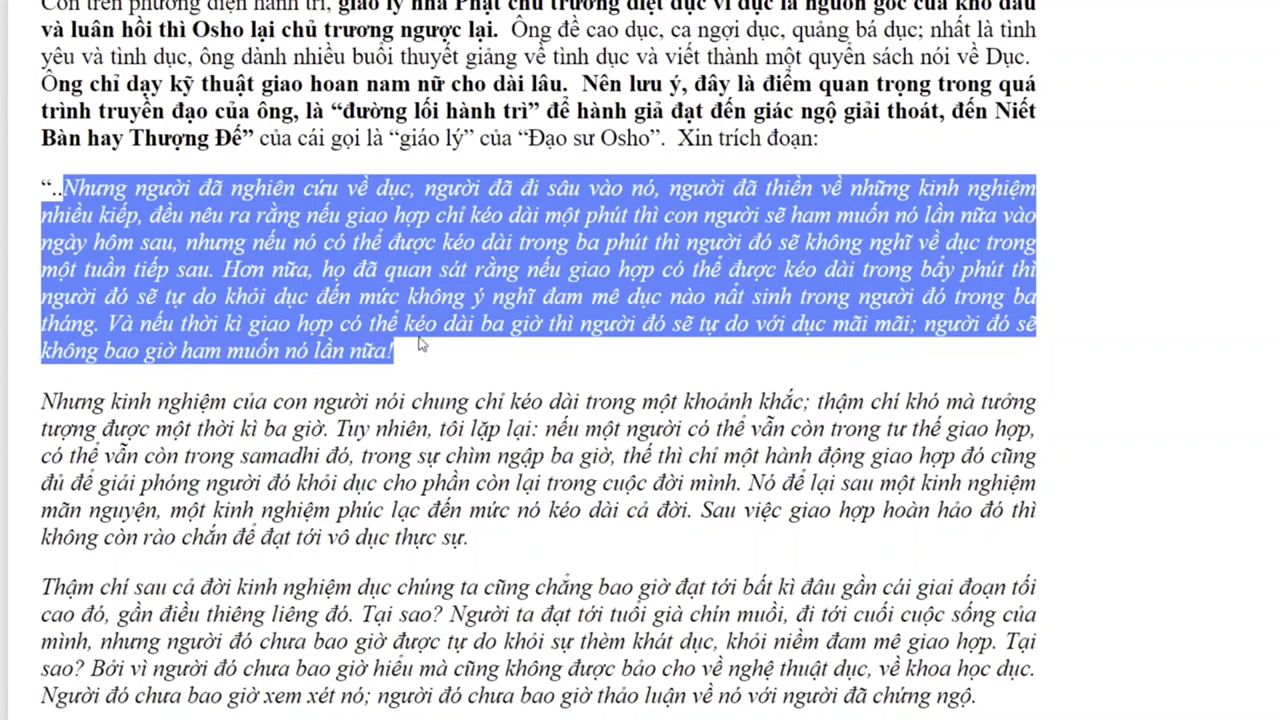 Còn trên phương diện hành trì, giáo lý nhà Phật chủ trương diệt dục vì dục là nguồn gốc của khổ đau
và luân hồi thì Osho lại chủ trương ngược lại. Ông đề cao dục, ca ngợi dục, quảng bá dục; nhất là tình
yêu và tình dục, ông dành nhiều buổi thuyết giảng về tình dục và viết thành một quyển sách nói về Dục.
Ông chỉ dạy kỹ thuật giao hoan nam nữ cho dài lâu. Nên lưu ý, đây là điểm quan trọng trong quá
trình truyền đạo của ông, là “đường lối hành trì” để hành giả đạt đến giác ngộ giải thoát, đến Niết
Bàn hay Thượng Đế” của cái gọi là “giáo lý” của “Đạo sư Osho”. Xin trích đoạn:
“..Nhưng người đã nghiên cứu về dục, người đã đi sâu vào nó, người đã thiền về những kinh nghiệm
nhiều kiếp, đều nêu ra rằng nếu giao hợp chỉ kéo dài một phút thì con người sẽ ham muốn nó lần nữa vào
ngày hôm sau, nhưng nếu nó có thể được kéo dài trong ba phút thì người đó sẽ không nghĩ về dục trong
một tuần tiếp sau. Hơn nữa, họ đã quan sát rằng nếu giao hợp có thể được kéo dài trong bẩy phút thì
người đó sẽ tự do khỏi dục đến mức không ý nghĩ đam mê dục nào nảt sinh trong người đó trong ba
tháng. Và nếu thời kì giao hợp có thể kéo dài ba giờ thì người đó sẽ tự do với dục mãi mãi; người đó sẽ
không bao giờ ham muốn nó lần nữa!
Nhưng kinh nghiệm của con người nói chung chỉ kéo dài trong một khoảnh khắc; thậm chí khó mà tưởng
tượng được một thời kì ba giờ. Tuy nhiên, tôi lặp lại: nếu một người có thể vẫn còn trong tư thế giao hợp,
có thể vẫn còn trong samadhi đó, trong sự chìm ngập ba giờ, thế thì chỉ một hành động giao hợp đó cũng
đủ để giải phóng người đó khỏi dục cho phần còn lại trong cuộc đời mình. Nó để lại sau một kinh nghiệm
mãn nguyện, một kinh nghiệm phúc lạc đến mức nó kéo dài cả đời. Sau việc giao hợp hoàn hảo đó thì
không còn rào chắn để đạt tới vô dục thực sự.
Thậm chí sau cả đời kinh nghiệm dục chúng ta cũng chẳng bao giờ đạt tới bất kì đâu gần cái giai đoạn tối
cao đó, gần điều thiêng liêng đó. Tại sao? Người ta đạt tới tuổi già chín muồi, đi tới cuối cuộc sống của
mình, nhưng người đó chưa bao giờ được tự do khỏi sự thèm khát dục, khỏi niềm đam mê giao hợp. Tại
sao? Bởi vì người đó chưa bao giờ hiểu mà cũng không được bảo cho về nghệ thuật dục, về khoa học dục.
Người đó chưa bao giờ xem xét nó; người đó chưa bao giờ thảo luận về nó với người đã chứng ngộ.